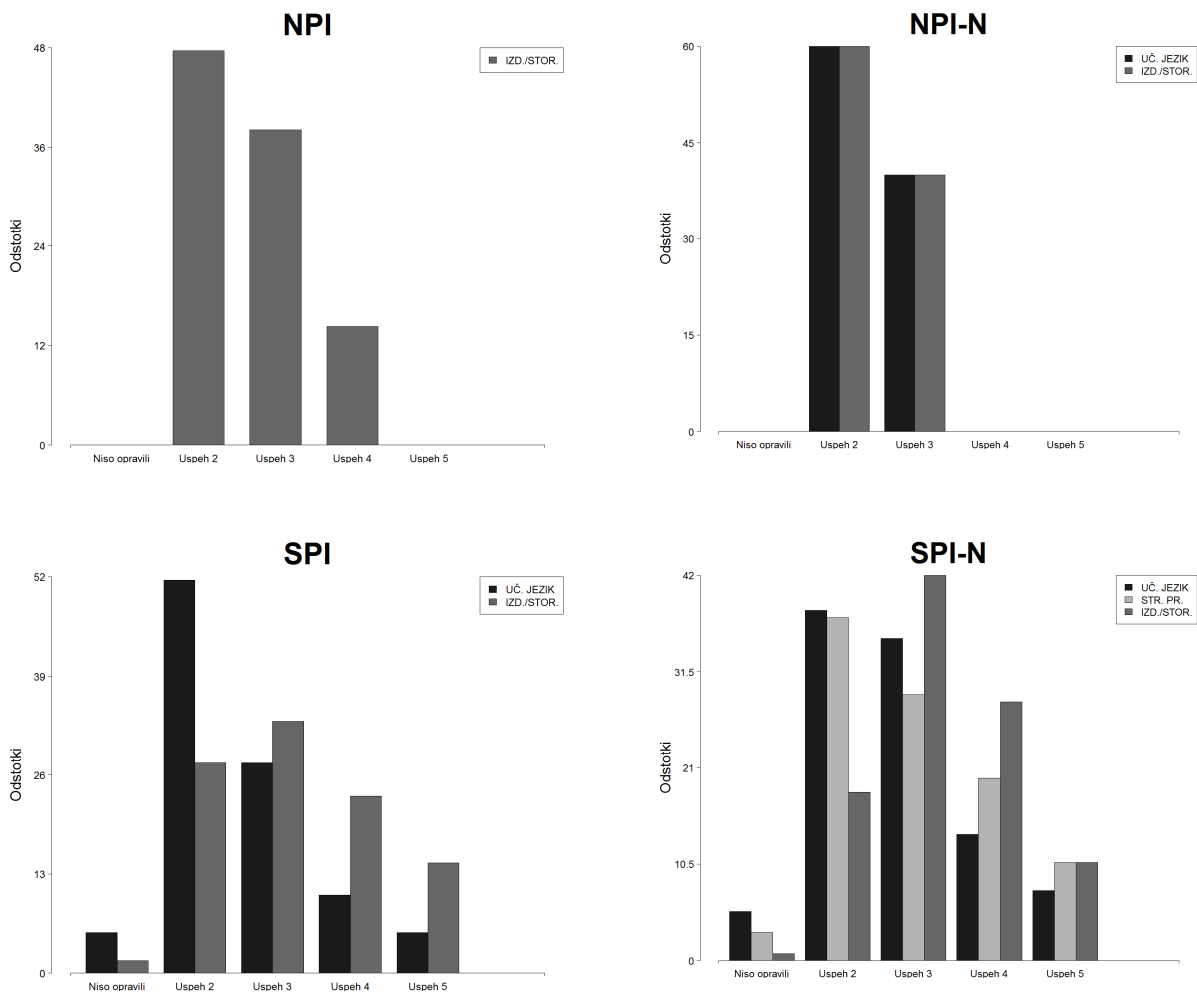 NPI
48
36
24
12
0
Odstotki
IZD./STOR.
Niso opravili Uspeh 2 Uspeh 3 Uspeh 4 Uspeh 5
NPI-N
60
45
30
15
0
Odstotki
UČ. JEZIK
IZD./STOR.
Niso opravili Uspeh 2 Uspeh 3 Uspeh 4 Uspeh 5
SPI
52
39
26
13
0
Odstotki
UČ. JEZIK
IZD./STOR.
Niso opravili Uspeh 2 Uspeh 3 Uspeh 4 Uspeh 5
SPI-N
42
31.5
21
10.5
0
Odstotki
UČ. JEZIK
STR. PR.
IZD./STOR.
Niso opravili Uspeh 2 Uspeh 3 Uspeh 4 Uspeh 5